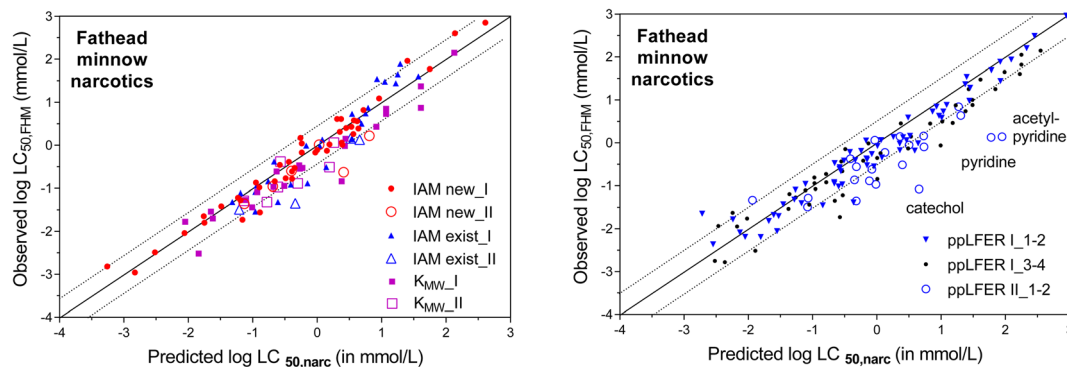 Fathead
minnow
narcotics
Observed log LC50,FHM (mmol/L)
3
2
1
0
-1
-2
-3
-4
-4 -3 -2 -1 0 1 2 3
Predicted log LC 50,narc (in mmol/L)
IAM new_I
IAM new_II
IAM exist_I
IAM exist_II
KMW_I
KMW_II
Fathead
minnow
narcotics
Observed log LC50,FHM (mmol/L)
3
2
1
0
-1
-2
-3
-4
-4 -3 -2 -1 0 1 2 3
Predicted log LC 50,narc (in mmol/L)
acetyl-
pyridine
pyridine
catechol
ppLFER I_1-2
ppLFER I_3-4
ppLFER II_1-2